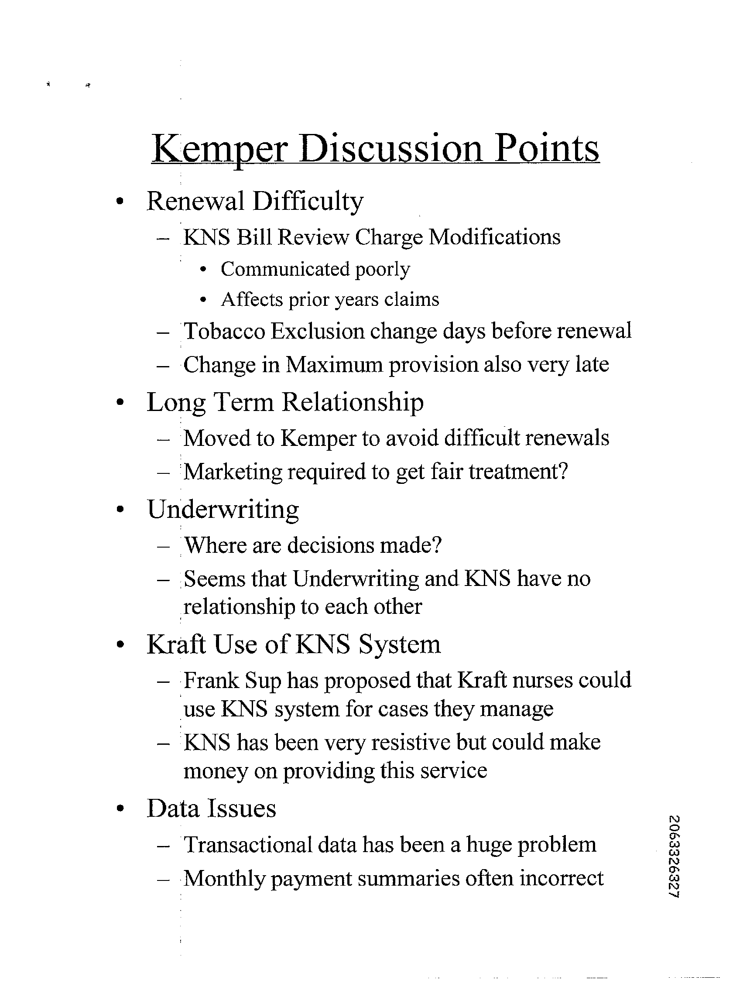 Kemper Discussion Points
• Renewal Difficulty
– KNS Bill Review Charge Modifications
• Communicated poorly
• Affects prior years claims
– Tobacco Exclusion change days before renewal
– Change in Maximum provision also very late
• Long Term Relationship
– Moved to Kemper to avoid difficult renewals
– Marketing required to get fair treatment?
• Underwriting
– Where are decisions made?
– Seems that Underwriting and KNS have no
relationship to each other
• Kraft Use of KNS System
– Frank Sup has proposed that Kraft nurses could
use KNS system for cases they manage
– KNS has been very resistive but could make
money on providing this service
• Data Issues
– Transactional data has been a huge problem
– Monthly payment summaries often incorrect
2063326327